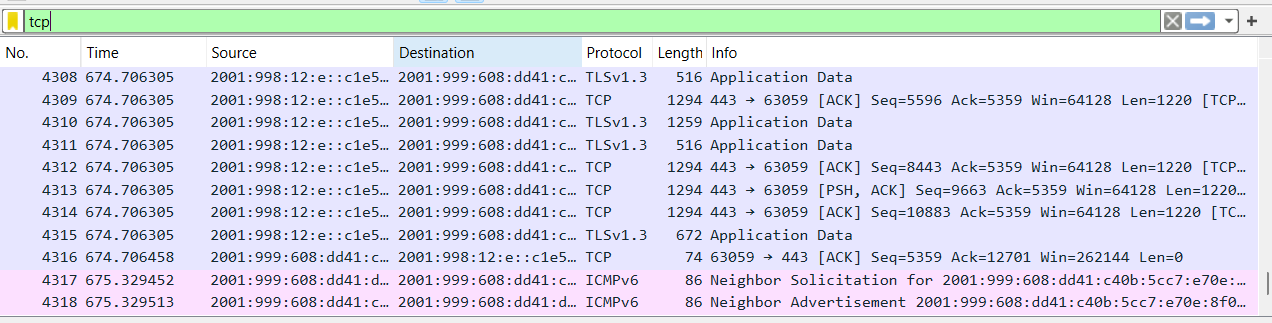 tcp
No. Time Source Destination Protocol Length Info
4308 674.706305 2001:998:12:e::c1e5… 2001:999:608:dd41:c… TLSv1.3 516 Application Data
4309 674.706305 2001:998:12:e::c1e5… 2001:999:608:dd41:c… TCP 1294 443 → 63059 [ACK] Seq=5596 Ack=5359 Win=64128 Len=1220 [TCP…
4310 674.706305 2001:998:12:e::c1e5… 2001:999:608:dd41:c… TLSv1.3 1259 Application Data
4311 674.706305 2001:998:12:e::c1e5… 2001:999:608:dd41:c… TLSv1.3 516 Application Data
4312 674.706305 2001:998:12:e::c1e5… 2001:999:608:dd41:c… TCP 1294 443 → 63059 [ACK] Seq=8443 Ack=5359 Win=64128 Len=1220 [TCP…
4313 674.706305 2001:998:12:e::c1e5… 2001:999:608:dd41:c… TCP 1294 443 → 63059 [PSH, ACK] Seq=9663 Ack=5359 Win=64128 Len=1220…
4314 674.706305 2001:998:12:e::c1e5… 2001:999:608:dd41:c… TCP 1294 443 → 63059 [ACK] Seq=10883 Ack=5359 Win=64128 Len=1220 [TC…
4315 674.706305 2001:998:12:e::c1e5… 2001:999:608:dd41:c… TLSv1.3 672 Application Data
4316 674.706458 2001:999:608:dd41:c… 2001:998:12:e::c1e5… TCP 74 63059 → 443 [ACK] Seq=5359 Ack=12701 Win=262144 Len=0
4317 675.329452 2001:999:608:dd41:d… 2001:999:608:dd41:c… ICMPv6 86 Neighbor Solicitation for 2001:999:608:dd41:c40b:5cc7:e70e:…
4318 675.329513 2001:999:608:dd41:c… 2001:999:608:dd41:d… ICMPv6 86 Neighbor Advertisement 2001:999:608:dd41:c40b:5cc7:e70e:8f0…